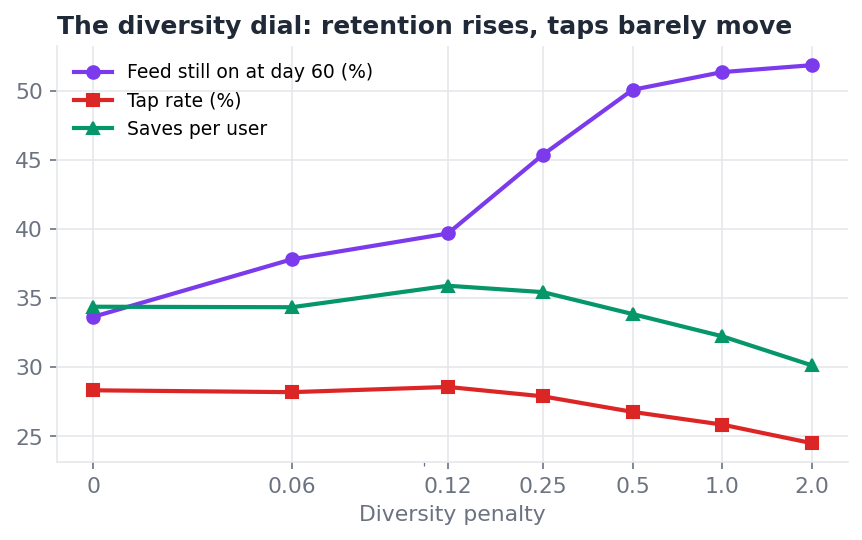 The diversity dial: retention rises, taps barely move
Feed still on at day 60 (%)
Tap rate (%)
Saves per user
50
45
40
35
30
25
0 0.06 0.12 0.25 0.5 1.0 2.0
Diversity penalty